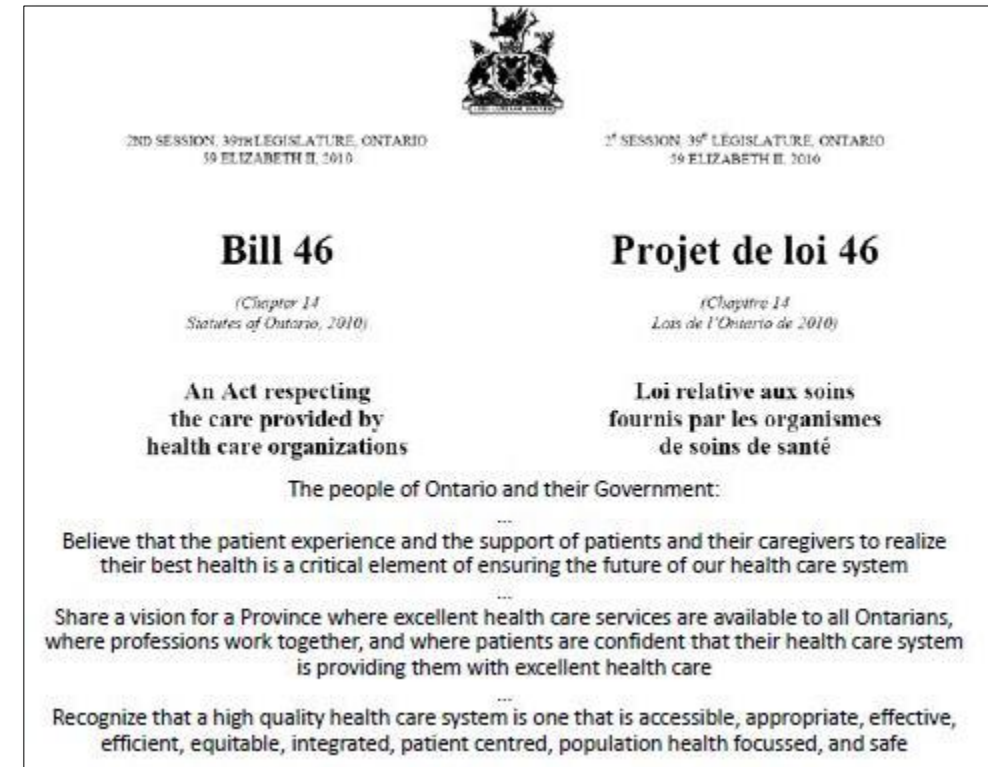 2ND SESSION, 39TH LEGISLATURE, ONTARIO
59 ELIZABETH II, 2010
2e SESSION, 39e LÉGISLATURE, ONTARIO
59 ELIZABETH II, 2010
Bill 46
Projet de loi 46
(Chapter 14
Statutes of Ontario, 2010)
(Chapitre 14
Lois de l'Ontario de 2010)
An Act respecting
the care provided by
health care organizations
Loi relative aux soins
fournis par les organismes
de soins de santé
The people of Ontario and their Government:
...
Believe that the patient experience and the support of patients and their caregivers to realize
their best health is a critical element of ensuring the future of our health care system
...
Share a vision for a Province where excellent health care services are available to all Ontarians,
where professions work together, and where patients are confident that their health care system
is providing them with excellent health care
...
Recognize that a high quality health care system is one that is accessible, appropriate, effective,
efficient, equitable, integrated, patient centred, population health focussed, and safe